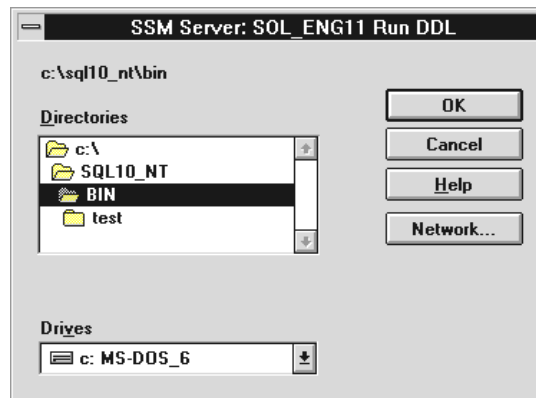 SSM Server: SOL_ENG11 Run DDL
c:\sql10_nt\bin
Directories
c:\
SQL10_NT
BIN
test
OK
Cancel
Help
Network...
Drives
c: MS-DOS_6